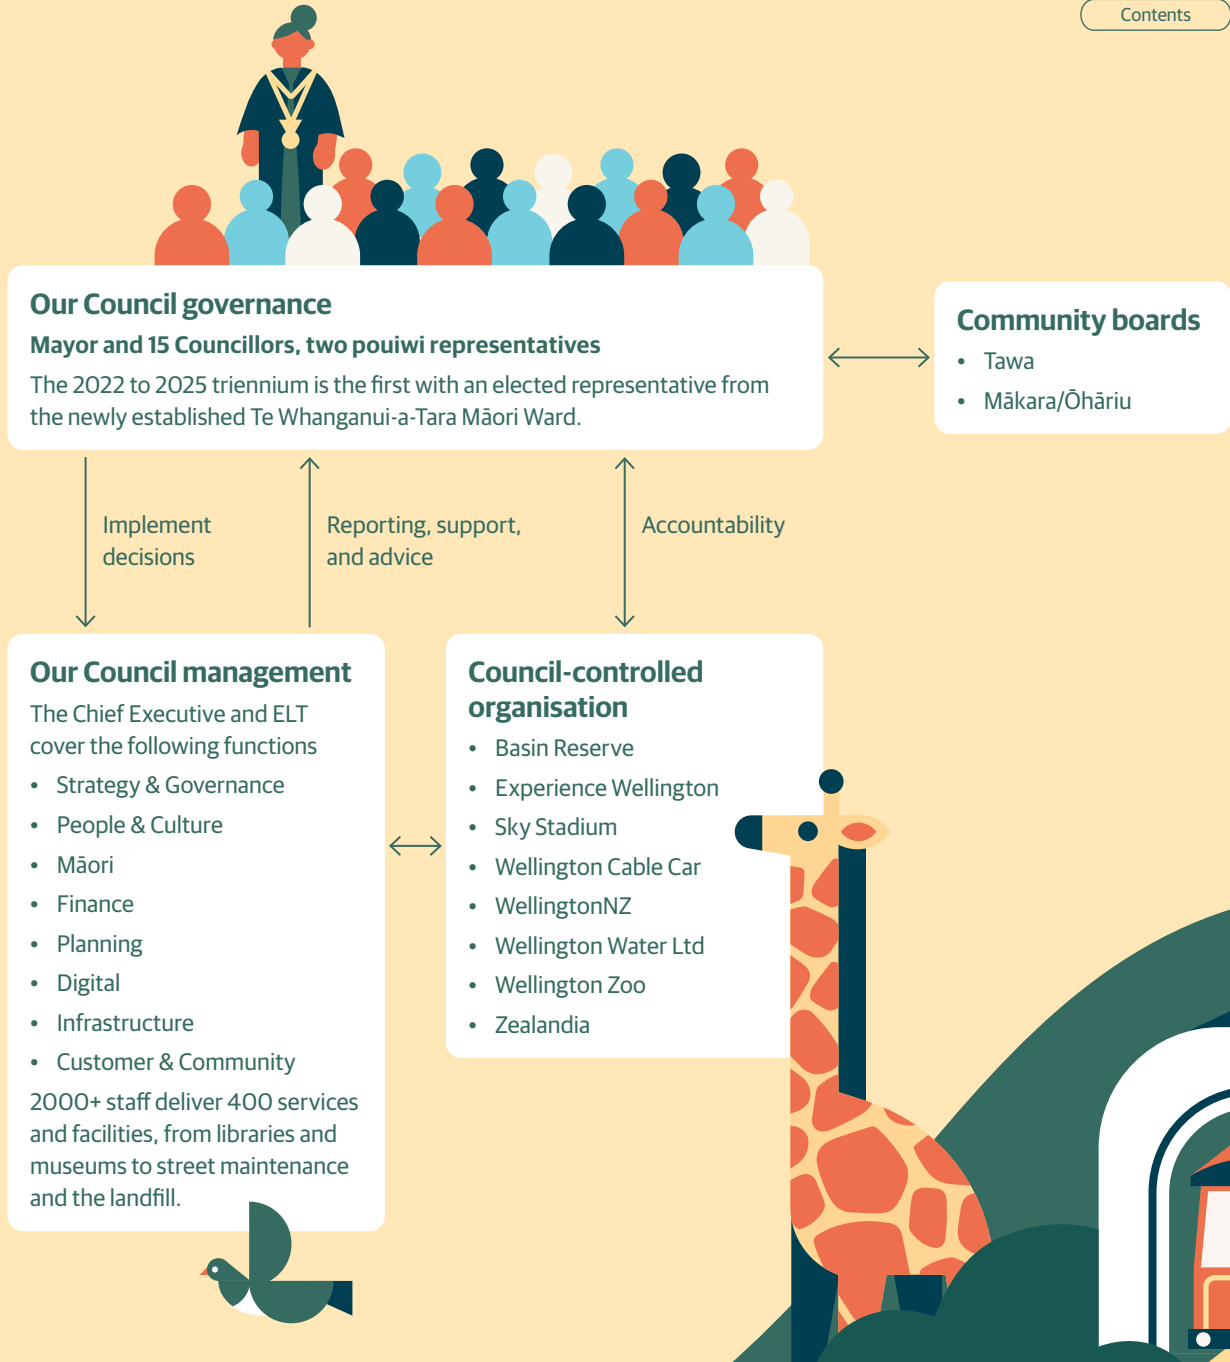 Contents
Our Council governance
Mayor and 15 Councillors, two pouiwi representatives
The 2022 to 2025 triennium is the first with an elected representative from
the newly established Te Whanganui-a-Tara Māori Ward.
Community boards
• Tawa
• Mākara/Ōhāriu
Implement
decisions
Reporting, support,
and advice
Accountability
Our Council management
The Chief Executive and ELT
cover the following functions
• Strategy & Governance
• People & Culture
• Māori
• Finance
• Planning
• Digital
• Infrastructure
• Customer & Community
2000+ staff deliver 400 services
and facilities, from libraries and
museums to street maintenance
and the landfill.
Council-controlled
organisation
• Basin Reserve
• Experience Wellington
• Sky Stadium
• Wellington Cable Car
• WellingtonNZ
• Wellington Water Ltd
• Wellington Zoo
• Zealandia